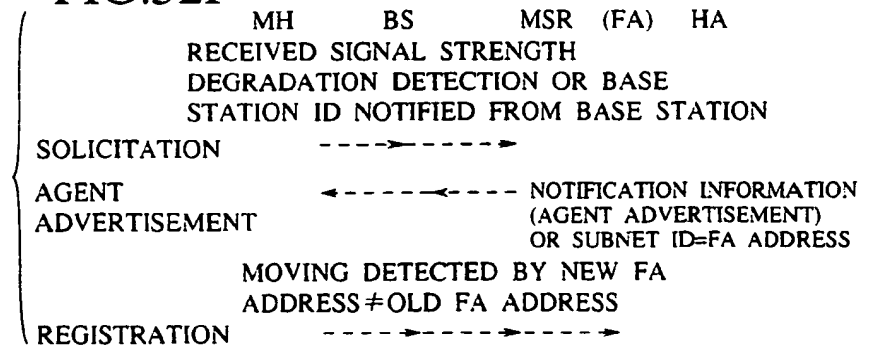 MH BS MSR (FA) HA
RECEIVED SIGNAL STRENGTH
DEGRADATION DETECTION OR BASE
STATION ID NOTIFIED FROM BASE STATION
SOLICITATION
AGENT
ADVERTISEMENT
NOTIFICATION INFORMATION
(AGENT ADVERTISEMENT)
OR SUBNET ID=FA ADDRESS
MOVING DETECTED BY NEW FA
ADDRESS≠OLD FA ADDRESS
REGISTRATION